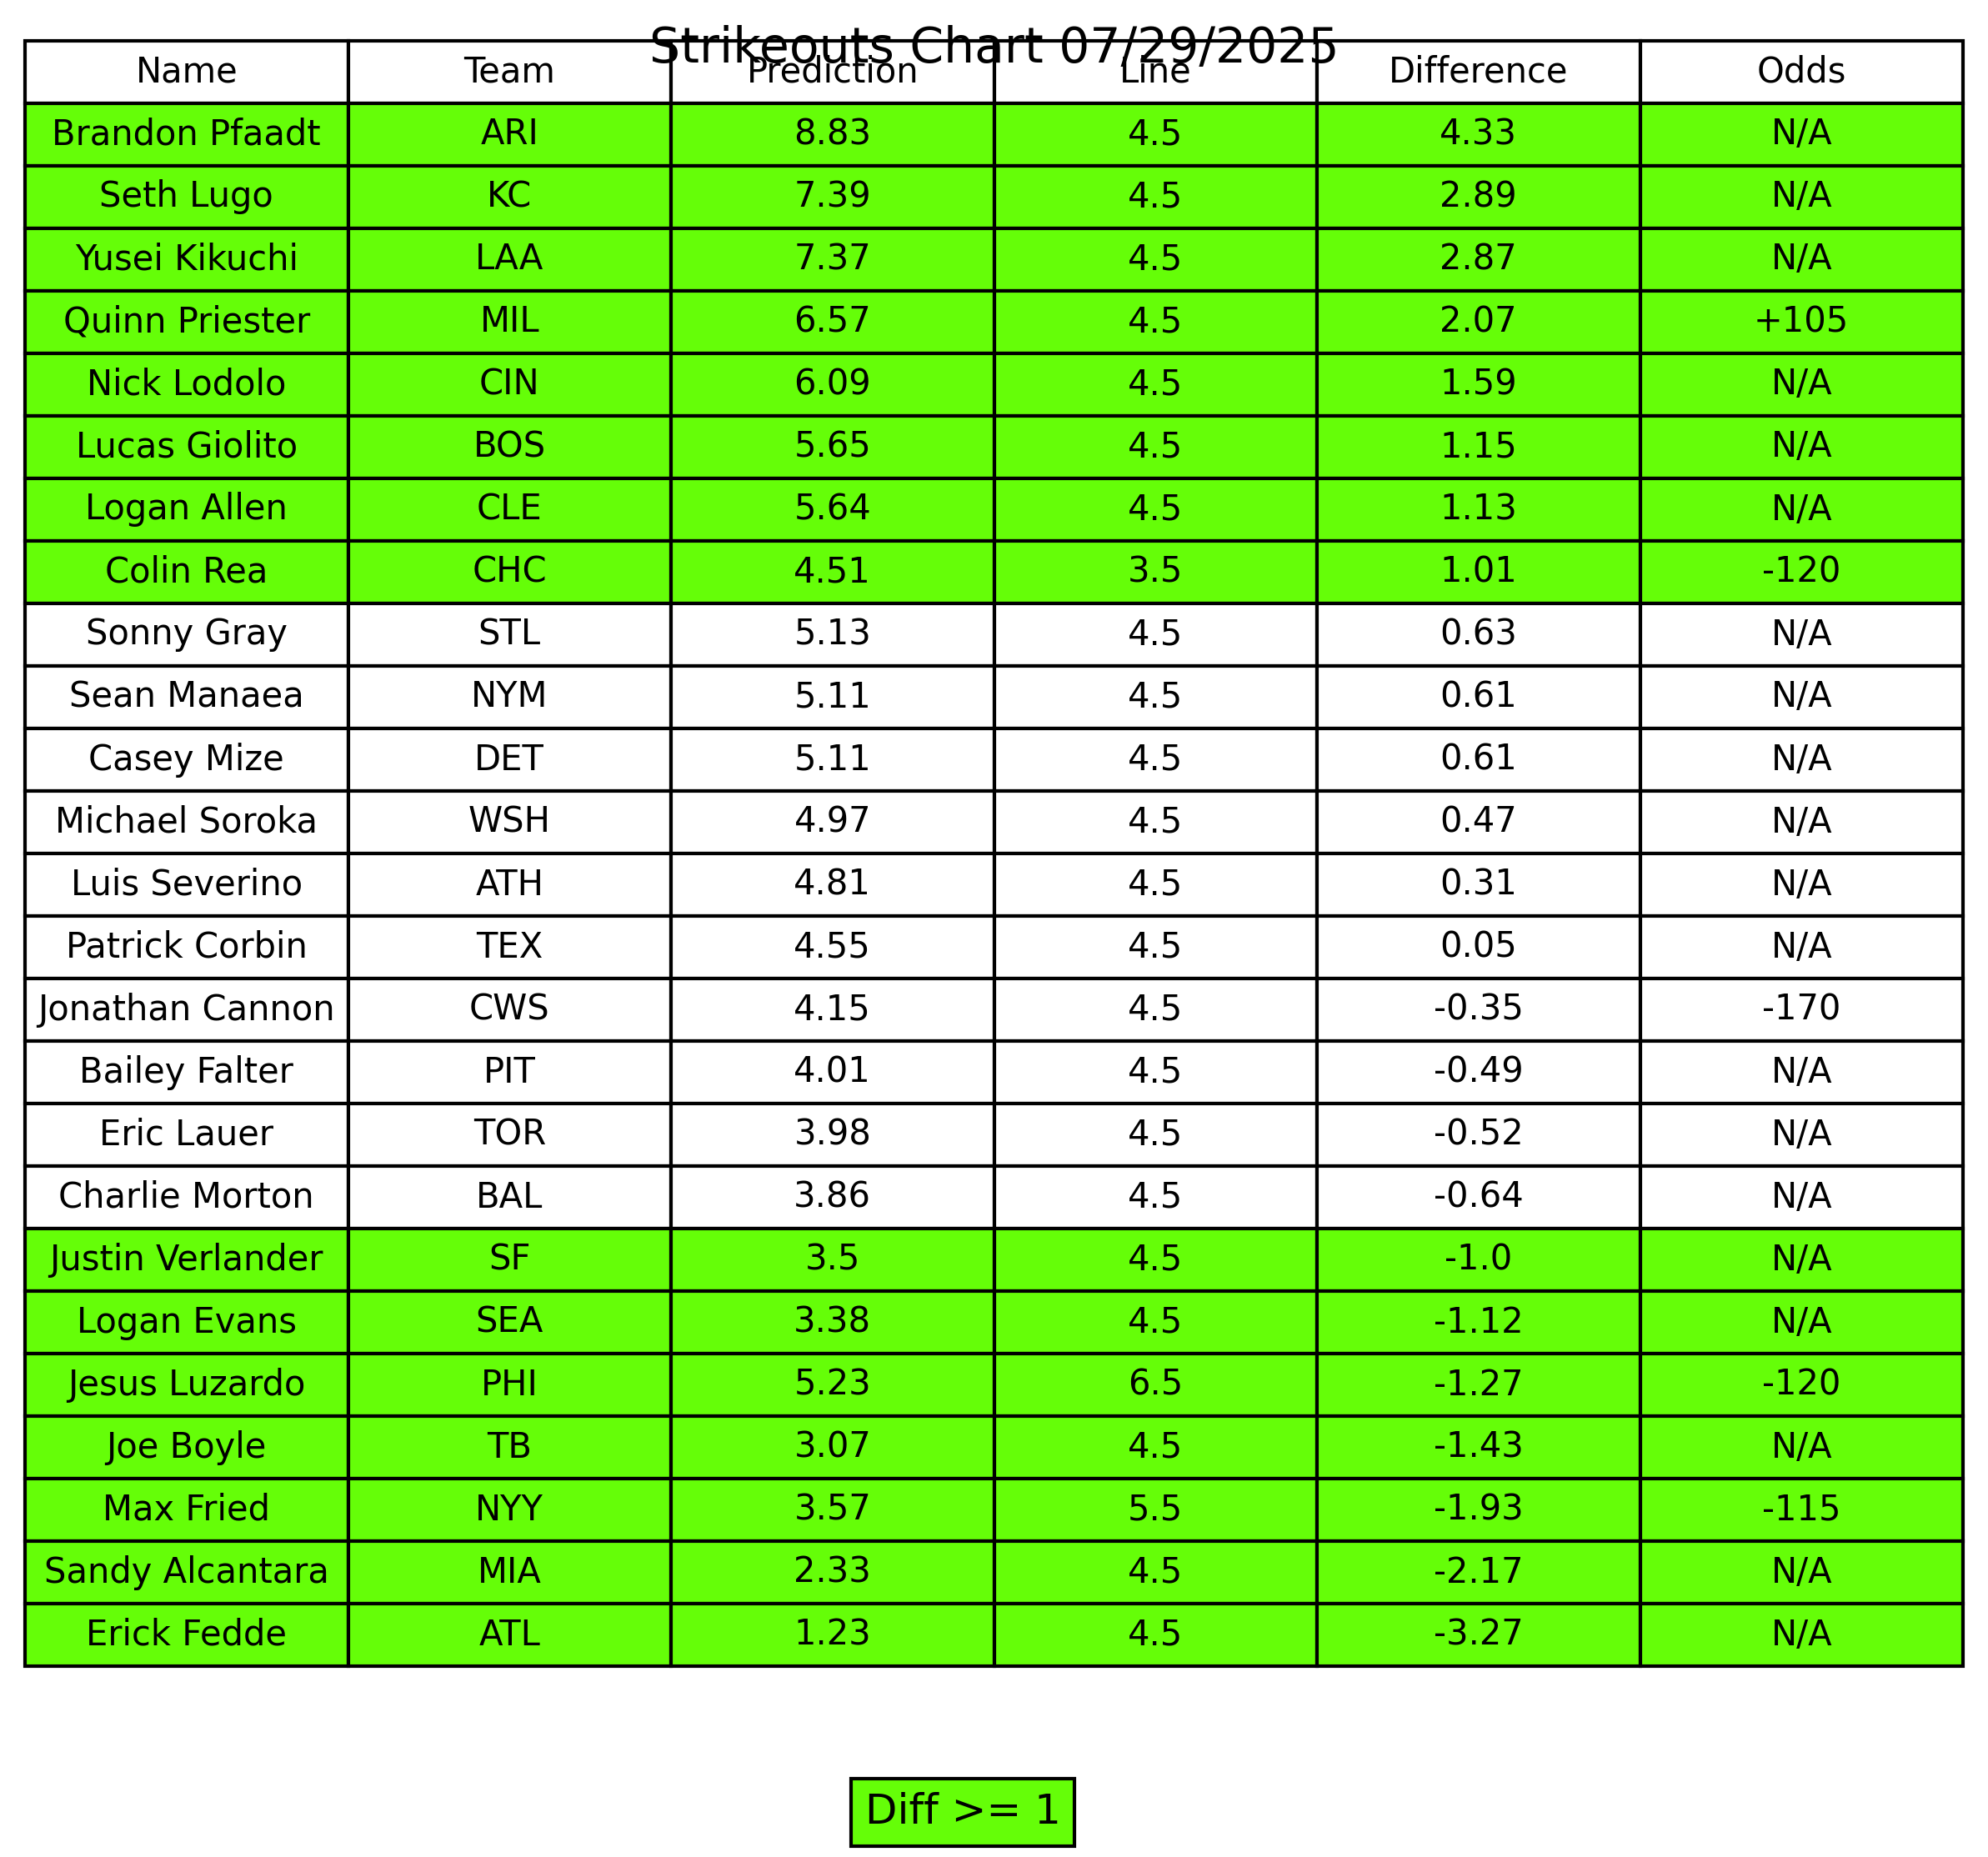 Strikeouts Chart 07/29/2025
Name Team Prediction Line Difference Odds
Brandon Pfaadt ARI 8.83 4.5 4.33 N/A
Seth Lugo KC 7.39 4.5 2.89 N/A
Yusei Kikuchi LAA 7.37 4.5 2.87 N/A
Quinn Priester MIL 6.57 4.5 2.07 +105
Nick Lodolo CIN 6.09 4.5 1.59 N/A
Lucas Giolito BOS 5.65 4.5 1.15 N/A
Logan Allen CLE 5.64 4.5 1.13 N/A
Colin Rea CHC 4.51 3.5 1.01 -120
Sonny Gray STL 5.13 4.5 0.63 N/A
Sean Manaea NYM 5.11 4.5 0.61 N/A
Casey Mize DET 5.11 4.5 0.61 N/A
Michael Soroka WSH 4.97 4.5 0.47 N/A
Luis Severino ATH 4.81 4.5 0.31 N/A
Patrick Corbin TEX 4.55 4.5 0.05 N/A
Jonathan Cannon CWS 4.15 4.5 -0.35 -170
Bailey Falter PIT 4.01 4.5 -0.49 N/A
Eric Lauer TOR 3.98 4.5 -0.52 N/A
Charlie Morton BAL 3.86 4.5 -0.64 N/A
Justin Verlander SF 3.5 4.5 -1.0 N/A
Logan Evans SEA 3.38 4.5 -1.12 N/A
Jesus Luzardo PHI 5.23 6.5 -1.27 -120
Joe Boyle TB 3.07 4.5 -1.43 N/A
Max Fried NYY 3.57 5.5 -1.93 -115
Sandy Alcantara MIA 2.33 4.5 -2.17 N/A
Erick Fedde ATL 1.23 4.5 -3.27 N/A
Diff >= 1